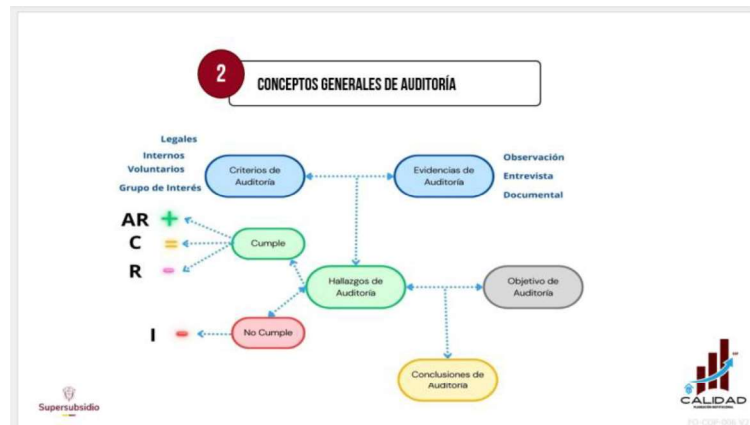 2
CONCEPTOS GENERALES DE AUDITORÍA
Legales
Internos
Voluntarios
Grupo de Interés
Criterios de
Auditoría
Evidencias de
Auditoría
Observación
Entrevista
Documental
AR +
C =
R -
Cumple
Hallazgos de
Auditoría
Objetivo de
Auditoría
I -
No Cumple
Conclusiones de
Auditoria
Supersubsidio
CALIDAD